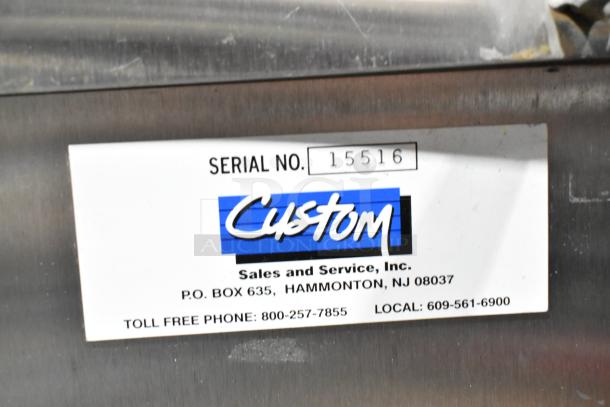 SERIAL NO. 15516
Custom
Sales and Service, Inc.
P.O. BOX 635, HAMMONTON, NJ 08037
TOLL FREE PHONE: 800-257-7855 LOCAL: 609-561-6900